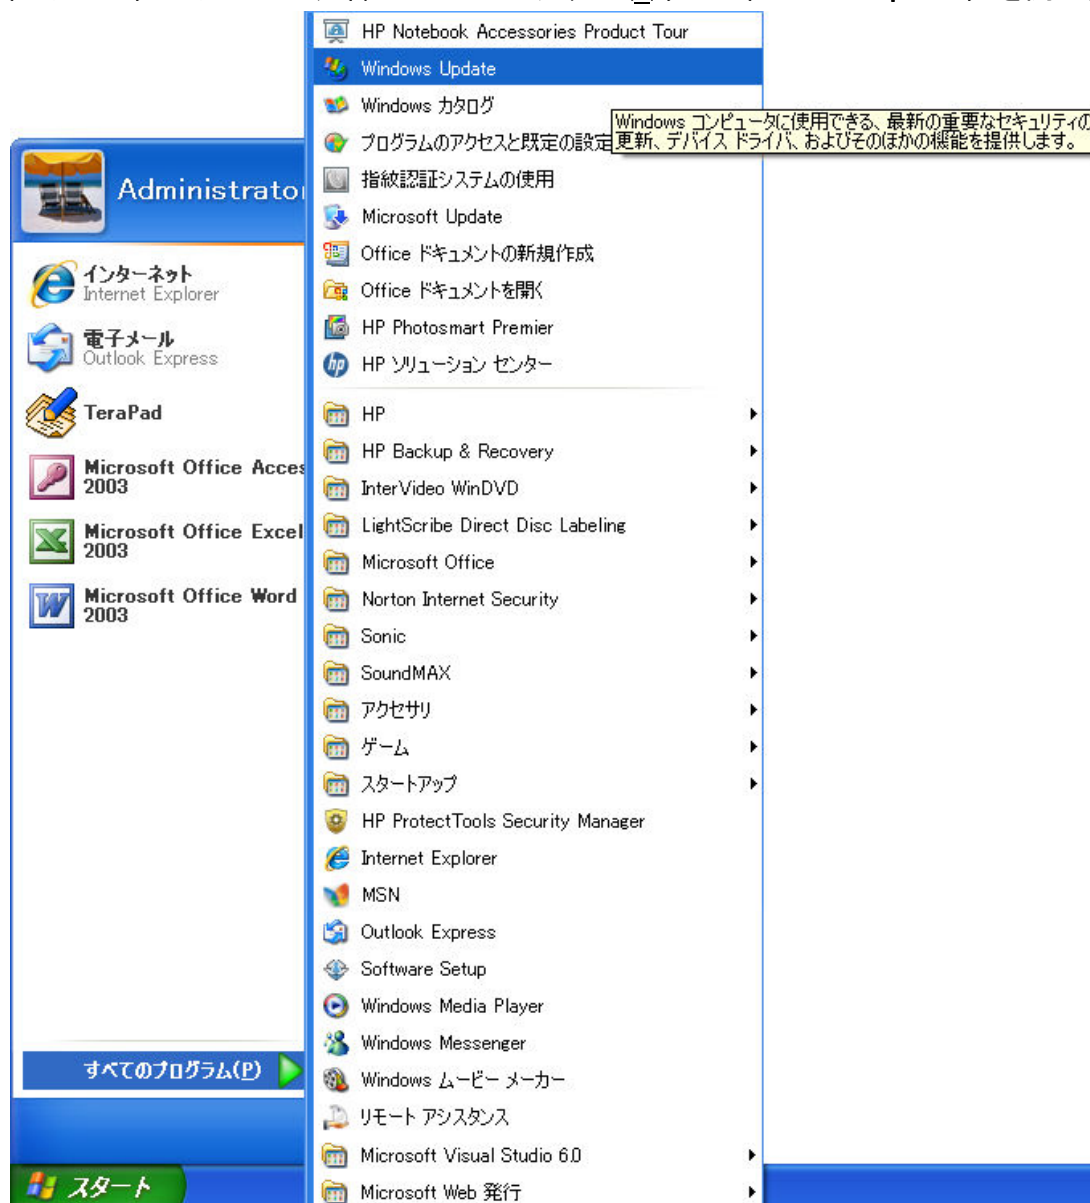 HP Notebook Accessories Product Tour
Windows Update
Windows カタログ
プログラムのアクセスと既定の設定
Windows コンピュータに使用できる、最新の重要なセキュリティの
更新、デバイス ドライバ、およびそのほかの機能を提供します。
指紋認証システムの使用
Microsoft Update
Office ドキュメントの新規作成
Office ドキュメントを開く
HP Photosmart Premier
HP ソリューション センター
HP
HP Backup & Recovery
InterVideo WinDVD
LightScribe Direct Disc Labeling
Microsoft Office
Norton Internet Security
Sonic
SoundMAX
アクセサリ
ゲーム
スタートアップ
HP ProtectTools Security Manager
Internet Explorer
MSN
Outlook Express
Software Setup
Windows Media Player
Windows Messenger
Windows ムービー メーカー
リモート アシスタンス
Microsoft Visual Studio 6.0
Microsoft Web 発行
Administrator
インターネット
Internet Explorer
電子メール
Outlook Express
TeraPad
Microsoft Office Acces
2003
Microsoft Office Excel
2003
Microsoft Office Word
2003
すべてのプログラム(P)
スタート